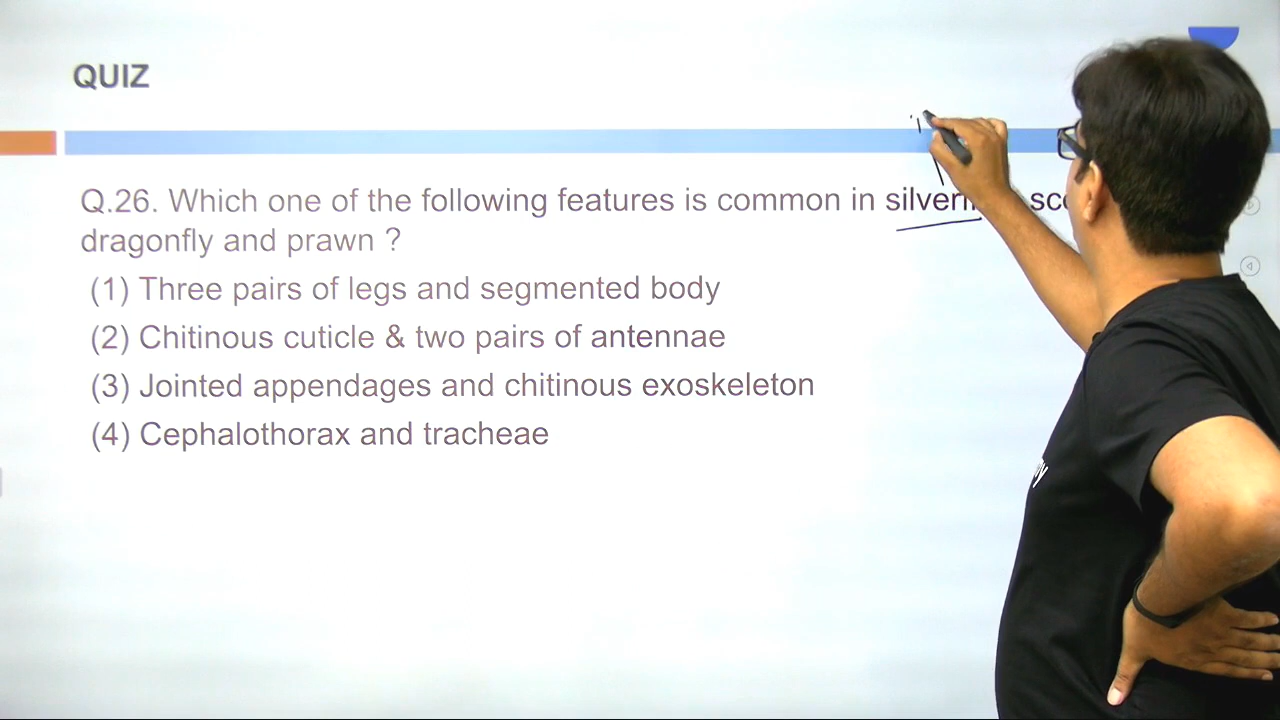 QUIZ
Q.26. Which one of the following features is common in
dragonfly and prawn ?
(1) Three pairs of legs and segmented body
(2) Chitinous cuticle & two pairs of antennae
(3) Jointed appendages and chitinous exoskeleton
(4) Cephalothorax and tracheae